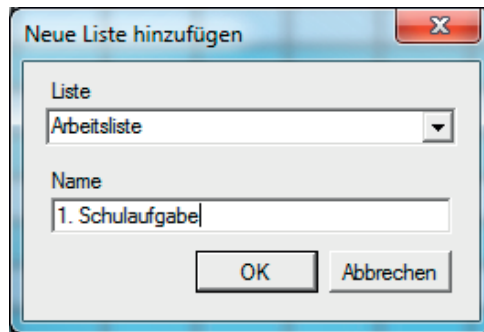 Neue Liste hinzufügen
Liste
Arbeitsliste
Name
1. Schulaufgabe
OK Abbrechen